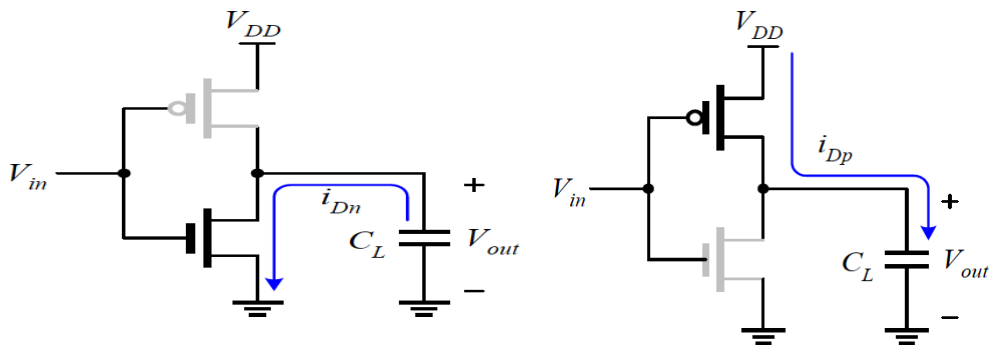 V_DD
V_in
i_Dn
C_L
+
V_out
−
V_DD
V_in
i_Dp
C_L
+
V_out
−